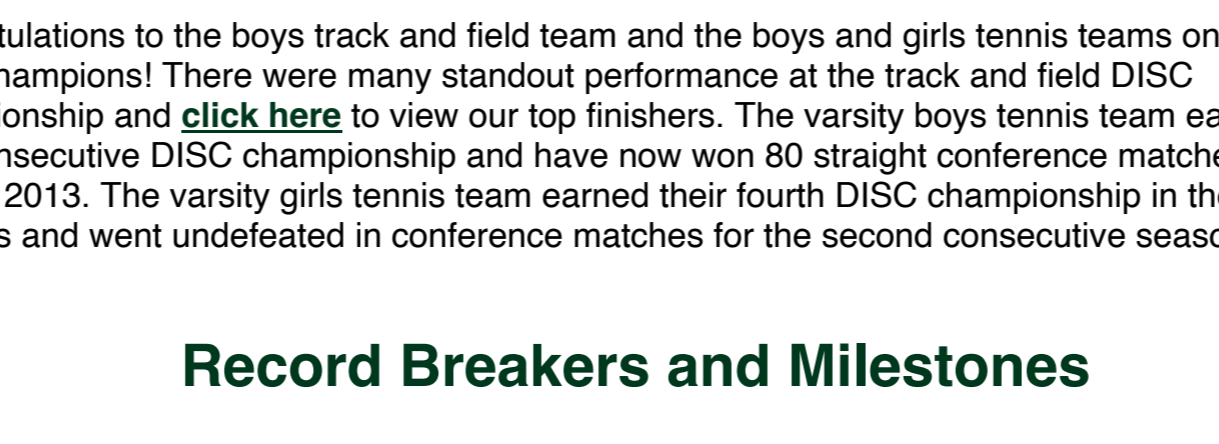 tulations to the boys track and field team and the boys and girls tennis teams on
hampions! There were many standout performance at the track and field DISC
ionship and click here to view our top finishers. The varsity boys tennis team ea
nsecutive DISC championship and have now won 80 straight conference matche
2013. The varsity girls tennis team earned their fourth DISC championship in the
s and went undefeated in conference matches for the second consecutive seaso
Record Breakers and Milestones